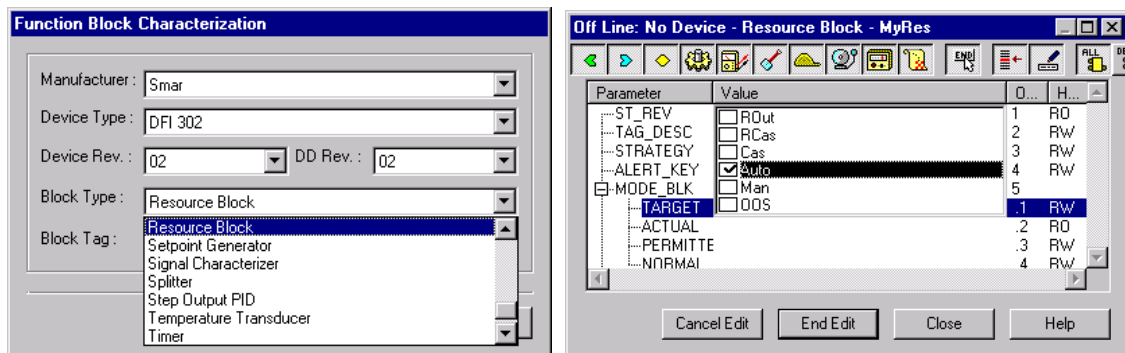 Function Block Characterization
Manufacturer : Smar
Device Type : DFI 302
Device Rev. : 02 DD Rev. : 02
Block Type : Resource Block
Resource Block
Setpoint Generator
Block Tag :
Signal Characterizer
Splitter
Step Output PID
Temperature Transducer
Timer
Off Line: No Device - Resource Block - MyRes
END
ALL
Parameter Value O... H...
ST_REV ROut 1 RO
TAG_DESC RCas 2 RW
STRATEGY Cas 3 RW
ALERT_KEY Auto 4 RW
MODE_BLK Man 5
TARGET OOS .1 RW
ACTUAL .2 RO
PERMITTE .3 RW
NORMAL 4 RW
Cancel Edit End Edit Close Help